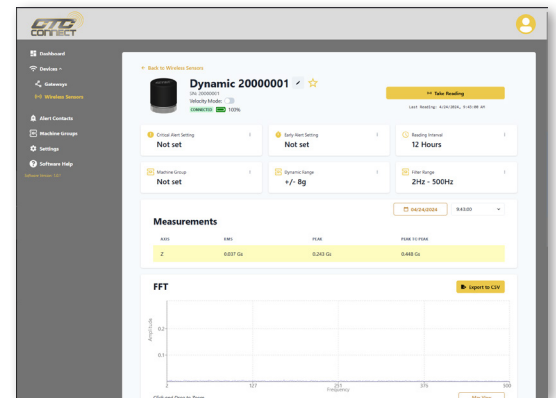 CTC
CONNECT
Dashboard
Devices
Gateways
Wireless Sensors
Alert Contacts
Machine Groups
Settings
Software Help
← Back to Wireless Sensors
Dynamic 20000001
SN: 20000001
Velocity Mode:
CONNECTED 100%
Take Reading
Last Reading: 4/24/2024, 9:43:00 AM
Critical Alert Setting
Not set
Early Alert Setting
Not set
Reading Interval
12 Hours
Machine Group
Not set
Dynamic Range
+/- 8g
Filter Range
2Hz - 500Hz
04/24/2024 9:43:00
Measurements
AXIS RMS PEAK PEAK TO PEAK
Z 0.037 Gs 0.243 Gs 0.448 Gs
FFT
Export to CSV
Amplitude
0.2
0.1
2 127 251 376 500
Frequency
Click and Drag to Zoom